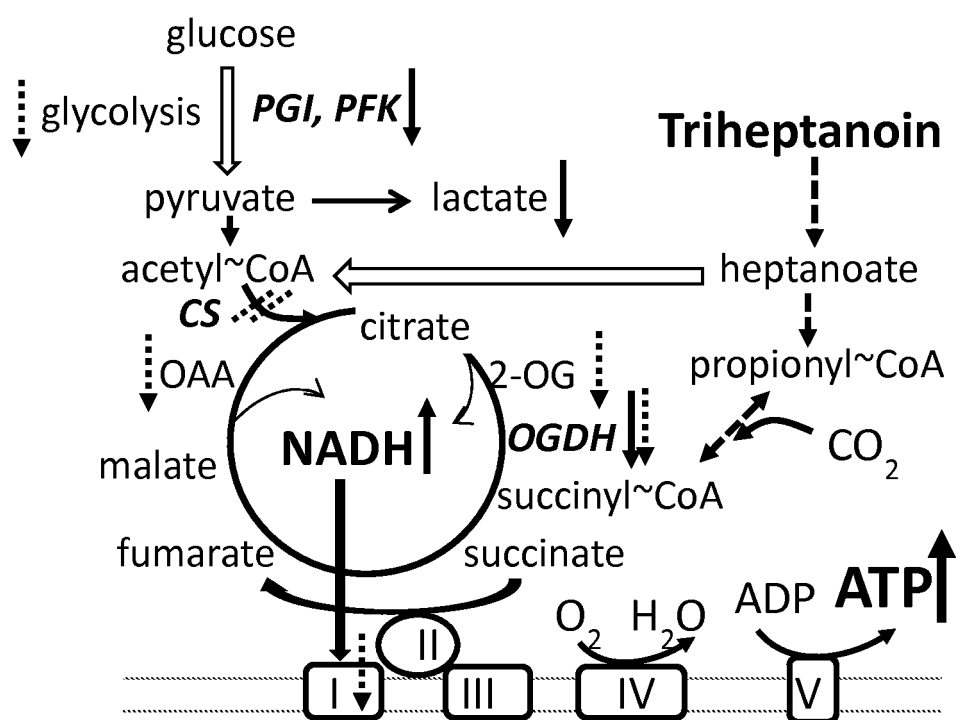 glucose
glycolysis
PGI, PFK
Triheptanoin
pyruvate
lactate
acetyl~CoA
heptanoate
CS
citrate
OAA
2-OG
propionyl~CoA
NADH
OGDH
CO2
malate
succinyl~CoA
fumarate
succinate
O2
H2O
ADP
ATP
I
II
III
IV
V